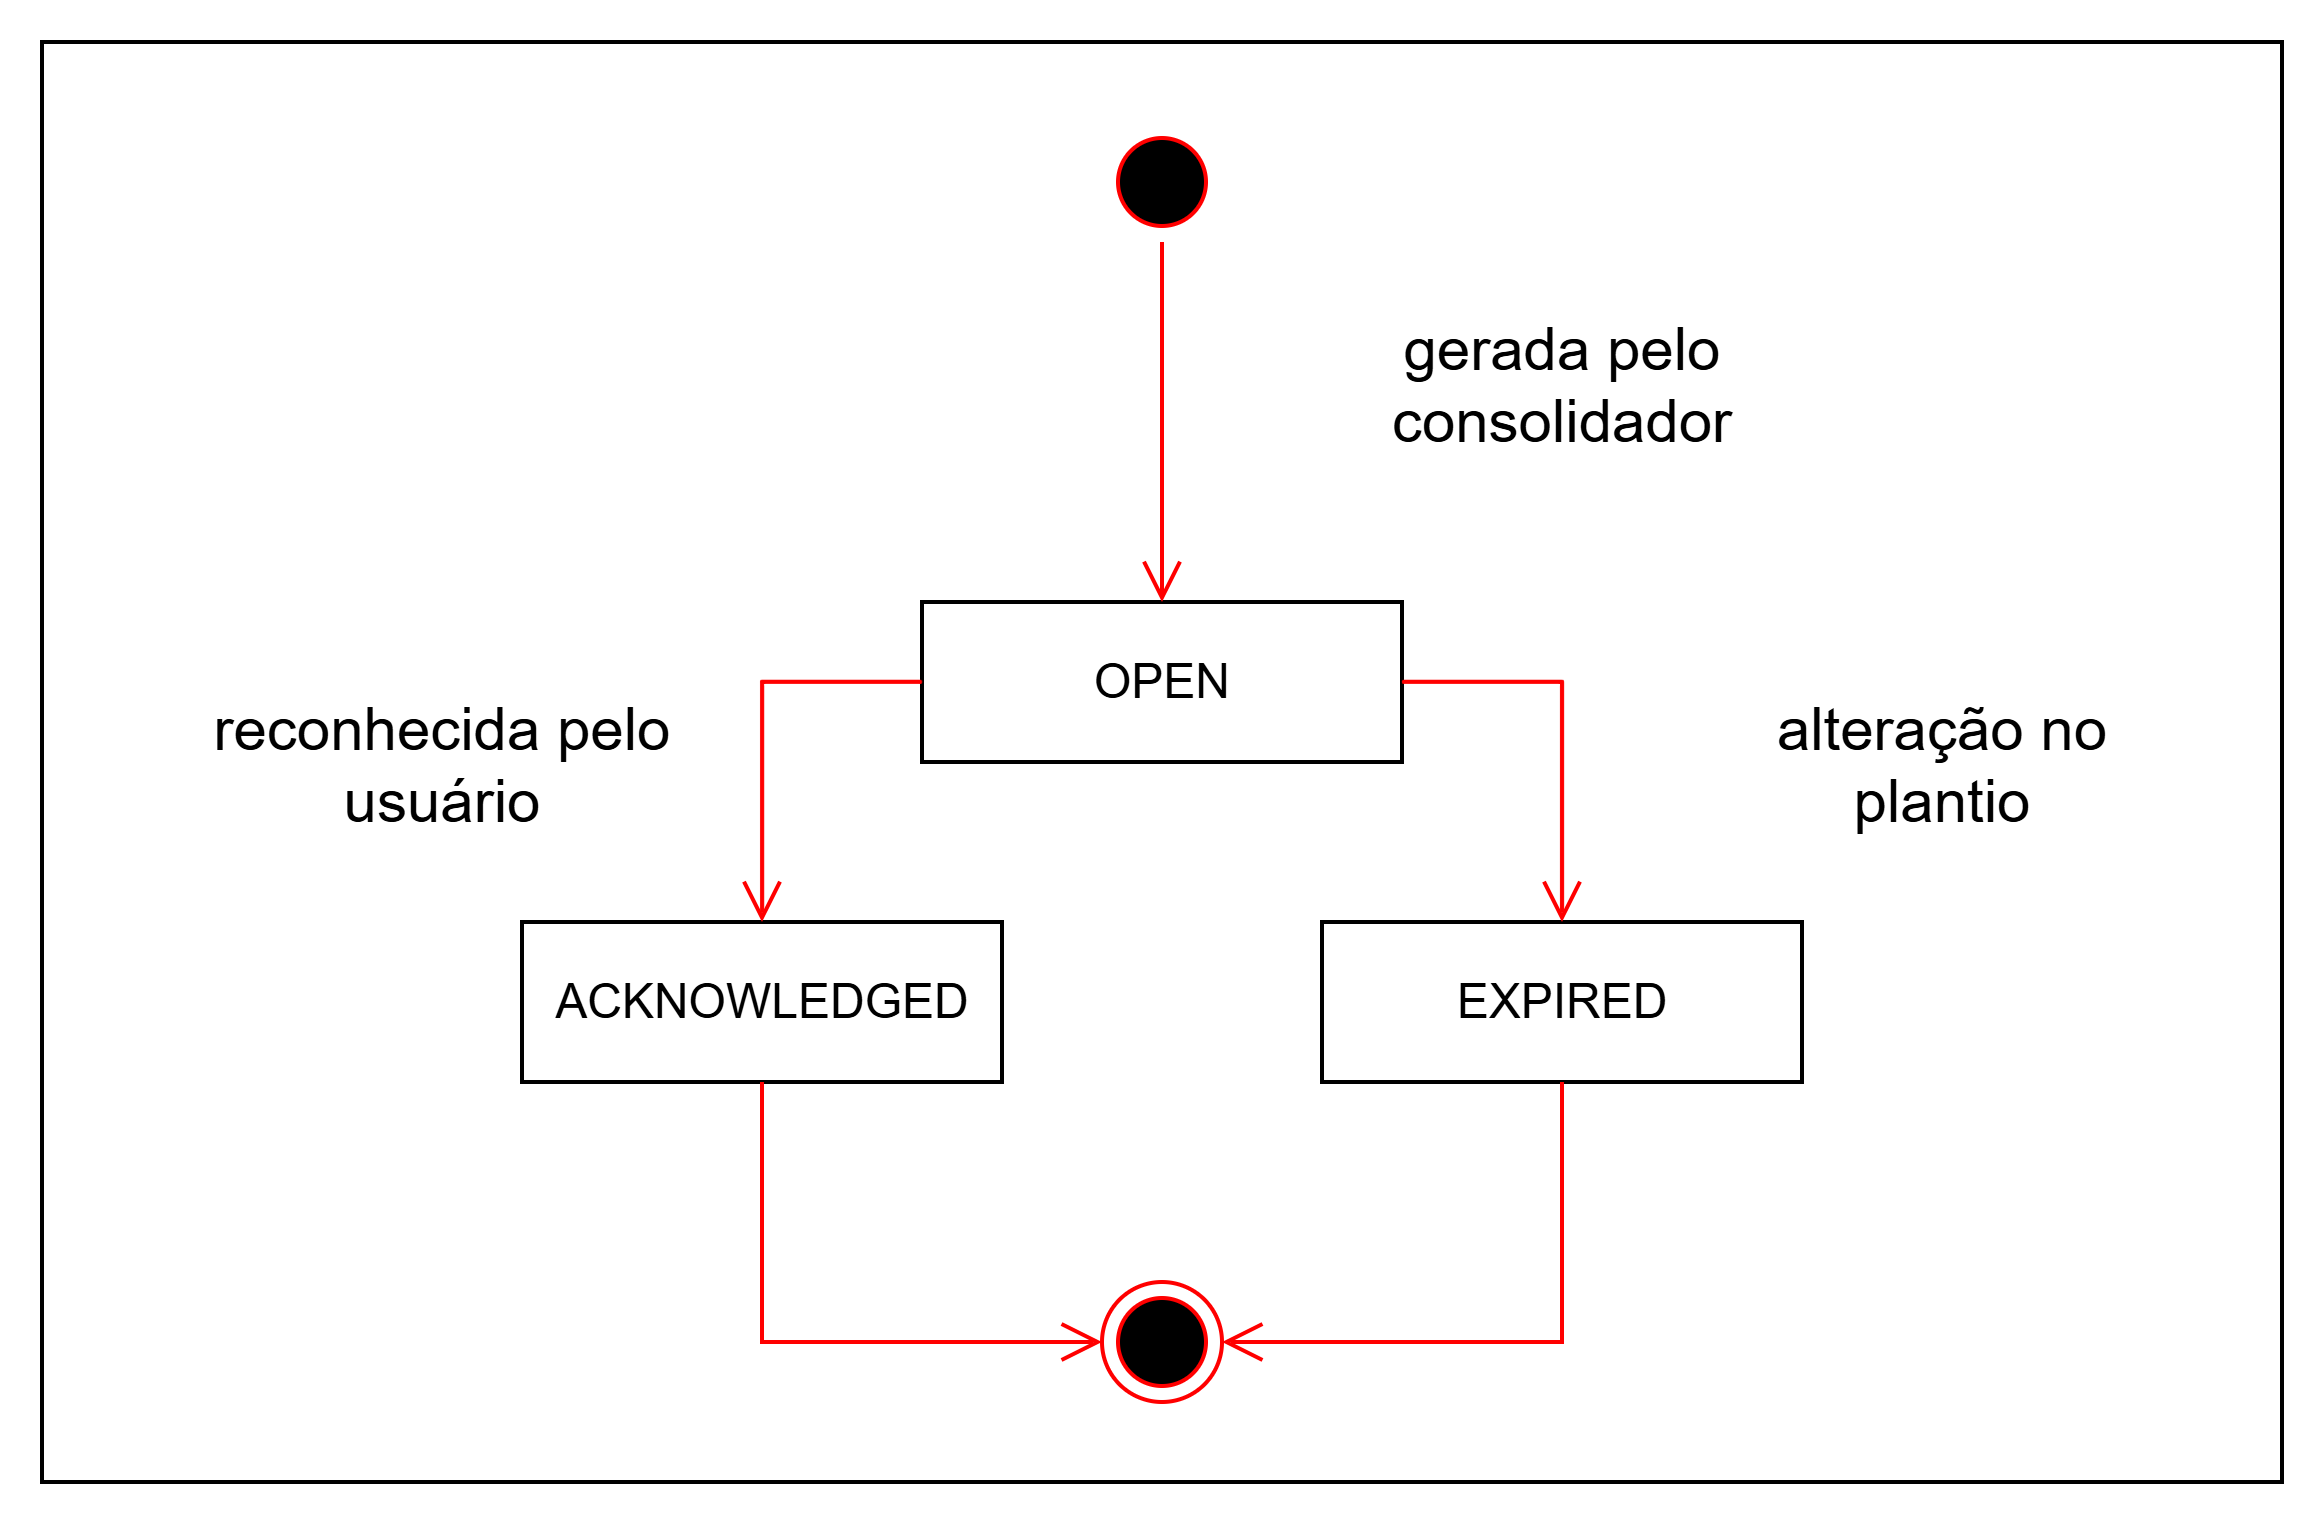 gerada pelo
consolidador
OPEN
reconhecida pelo
usuário
alteração no
plantio
ACKNOWLEDGED
EXPIRED